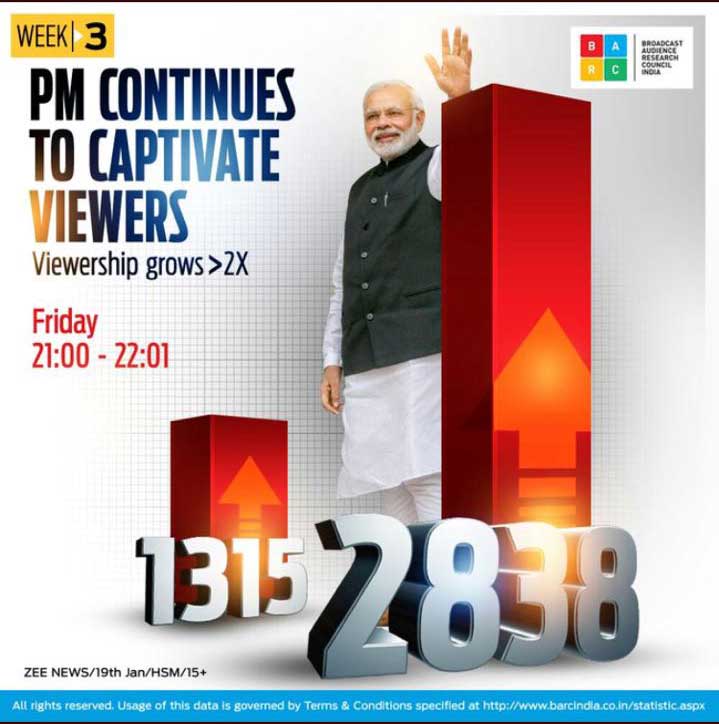 WEEK 3
B A
R C
BROADCAST
AUDIENCE
RESEARCH
COUNCIL
INDIA
PM CONTINUES
TO CAPTIVATE
VIEWERS
Viewership grows >2X
Friday
21:00 - 22:01
1315
2838
ZEE NEWS/19th Jan/HSM/15+
All rights reserved. Usage of this data is governed by Terms & Conditions specified at http://www.barcindia.co.in/statistic.aspx